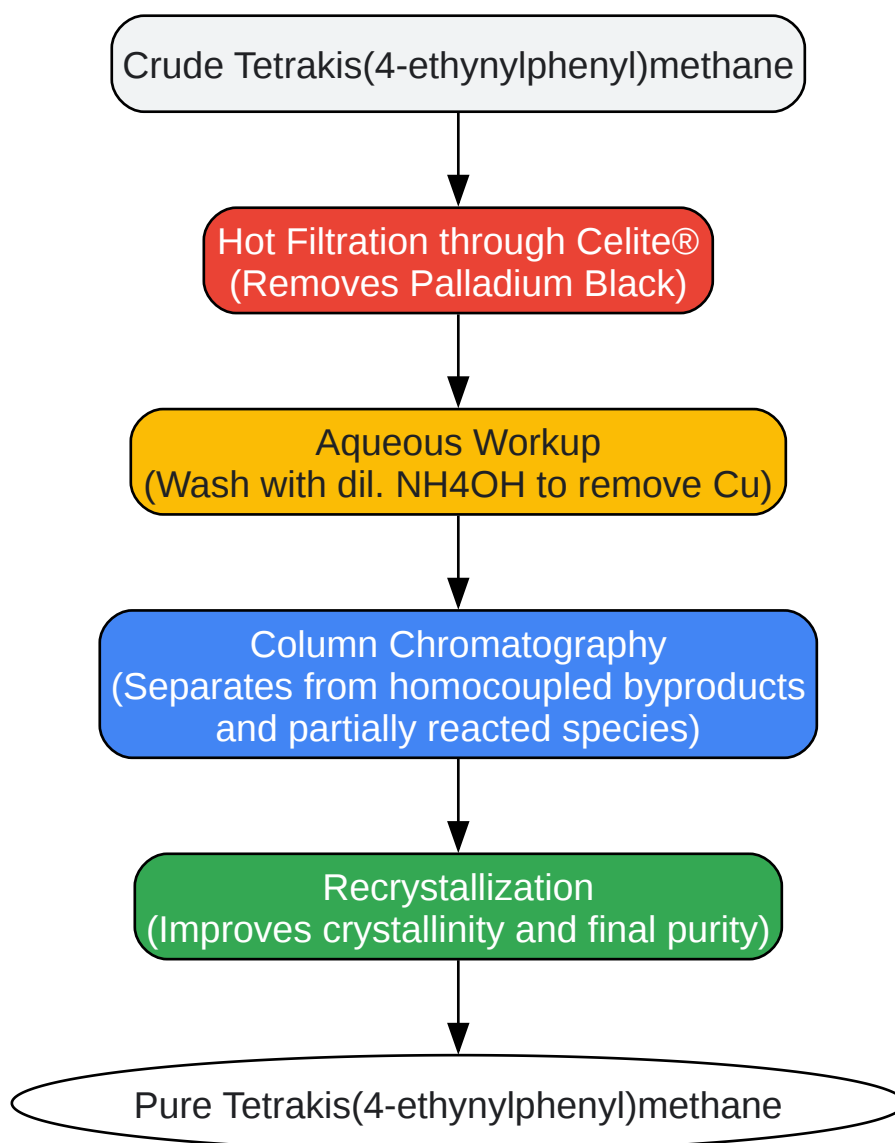 Crude Tetrakis(4-ethynylphenyl)methane
Hot Filtration through Celite®
(Removes Palladium Black)
Aqueous Workup
(Wash with dil. NH4OH to remove Cu)
Column Chromatography
(Separates from homocoupled byproducts
and partially reacted species)
Recrystallization
(Improves crystallinity and final purity)
Pure Tetrakis(4-ethynylphenyl)methane